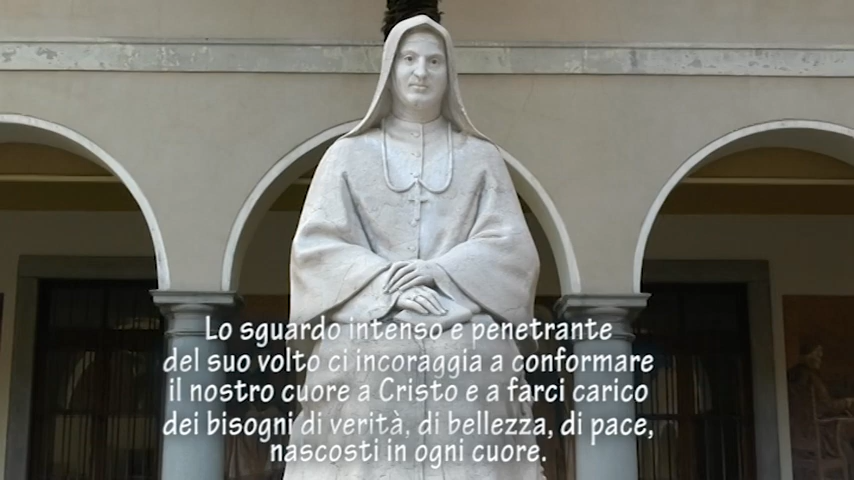 Lo sguardo intenso e penetrante
del suo volto ci incoraggia a conformare
il nostro cuore a Cristo e a farci carico
dei bisogni di verità, di bellezza, di pace,
nascosti in ogni cuore.